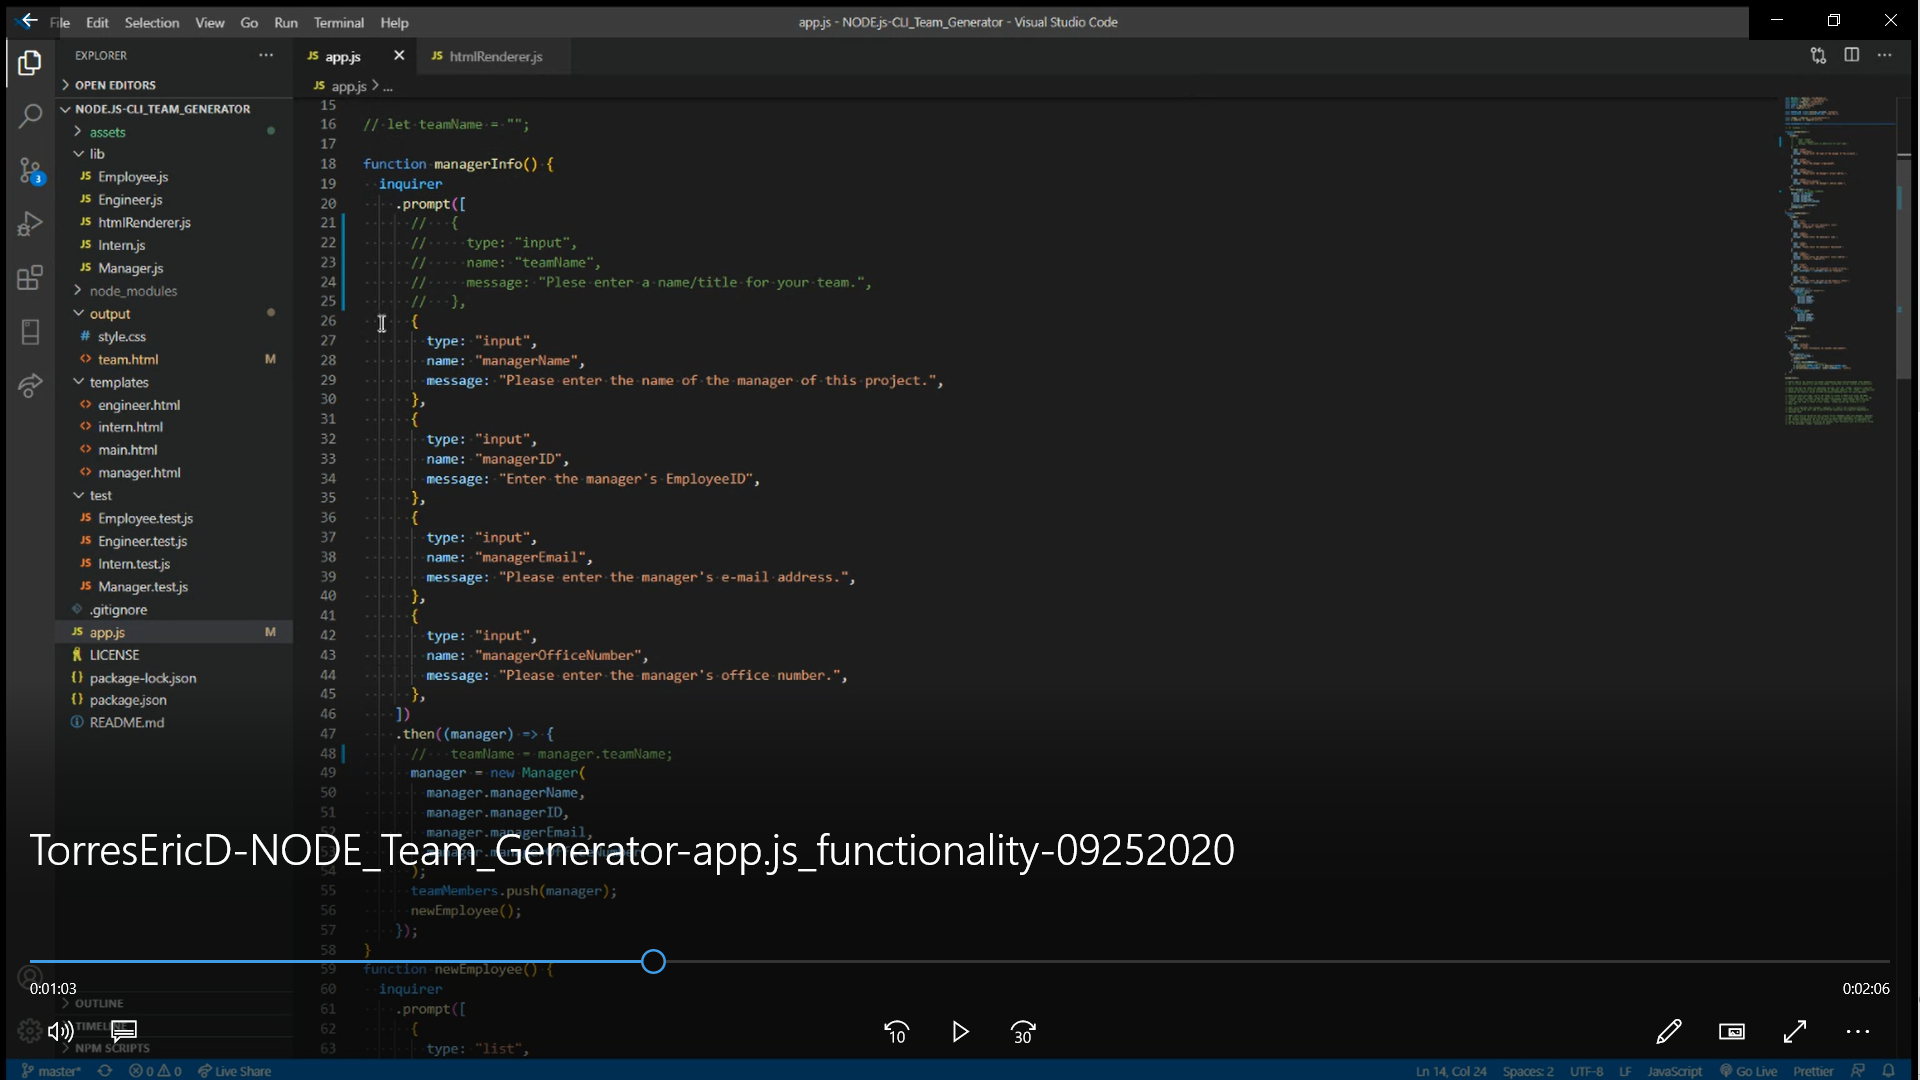 File Edit Selection View Go Run Terminal Help
app.js - NODE.js-CLI_Team_Generator - Visual Studio Code
EXPLORER
OPEN EDITORS
NODE.JS-CLI_TEAM_GENERATOR
assets
lib
Employee.js
Engineer.js
htmlRenderer.js
Intern.js
Manager.js
node_modules
output
style.css
team.html M
templates
engineer.html
intern.html
main.html
manager.html
test
Employee.test.js
Engineer.test.js
Intern.test.js
Manager.test.js
.gitignore
app.js M
LICENSE
package-lock.json
package.json
README.md
OUTLINE
TIMELINE
NPM SCRIPTS
3
JS app.js
JS htmlRenderer.js
JS app.js > ...
15
16 // let teamName = "";
17
18 function managerInfo() {
19 inquirer
20 .prompt([
21 // {
22 // type: "input",
23 // name: "teamName",
24 // message: "Plese enter a name/title for your team.",
25 // },
26 {
27 type: "input",
28 name: "managerName",
29 message: "Please enter the name of the manager of this project.",
30 },
31 {
32 type: "input",
33 name: "managerID",
34 message: "Enter the manager's EmployeeID",
35 },
36 {
37 type: "input",
38 name: "managerEmail",
39 message: "Please enter the manager's e-mail address.",
40 },
41 {
42 type: "input",
43 name: "managerOfficeNumber",
44 message: "Please enter the manager's office number.",
45 },
46 ])
47 .then((manager) => {
48 // teamName = manager.teamName;
49 manager = new Manager(
50 manager.managerName,
51 manager.managerID,
52 manager.managerEmail,
TorresEricD-NODE_Team_Generator-app.js_functionality-09252020
54 );
55 teamMembers.push(manager);
56 newEmployee();
57 });
58 }
59 function newEmployee() {
60 inquirer
61 .prompt([
62 {
63 type: "list",
0:01:03
0:02:06
10
30
master* 0 0 Live Share
Ln 14, Col 24 Spaces: 2 UTF-8 LF JavaScript Go Live Prettier